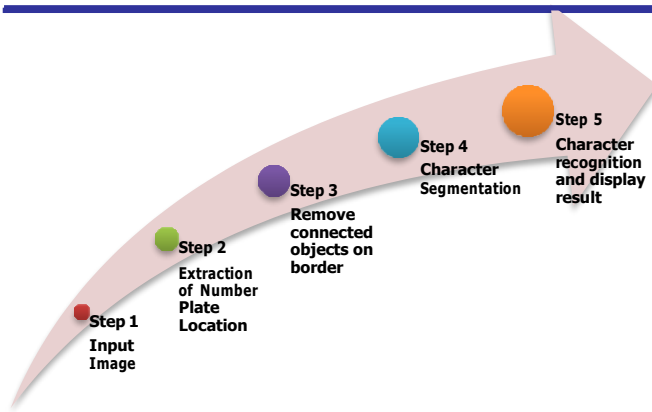 Step 1
Input
Image
Step 2
Extraction
of Number
Plate
Location
Step 3
Remove
connected
objects on
border
Step 4
Character
Segmentation
Step 5
Character
recognition
and display
result